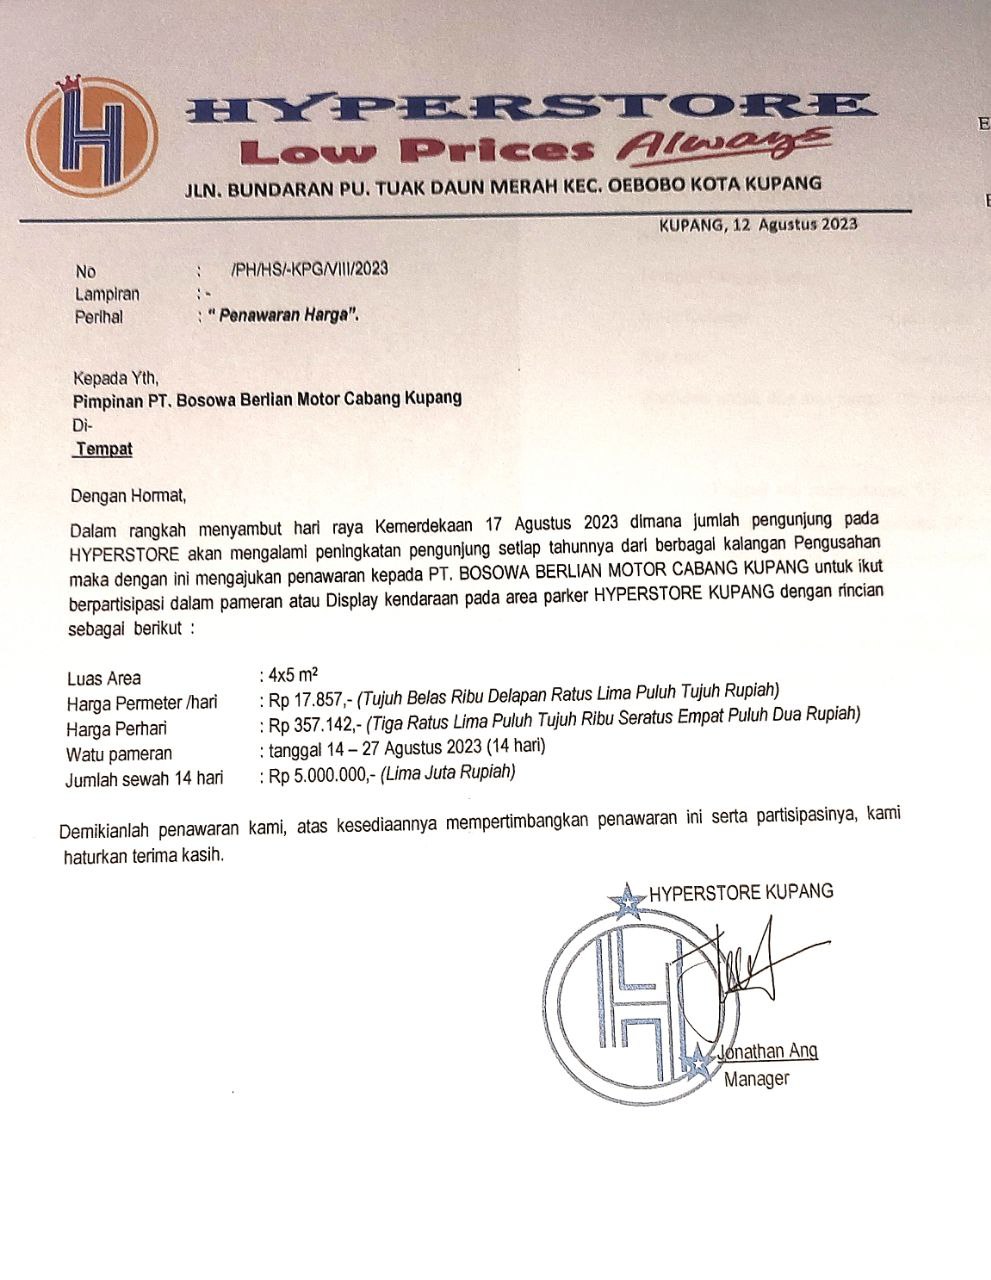 H
HYPERSTORE
Low Prices Always
JLN. BUNDARAN PU. TUAK DAUN MERAH KEC. OEBOBO KOTA KUPANG
KUPANG, 12 Agustus 2023
No : /PH/HS/-KPG/VIII/2023
Lampiran : -
Perihal : “ Penawaran Harga”.
Kepada Yth,
Pimpinan PT. Bosowa Berlian Motor Cabang Kupang
Di-
Tempat
Dengan Hormat,
Dalam rangkah menyambut hari raya Kemerdekaan 17 Agustus 2023 dimana jumlah pengunjung pada
HYPERSTORE akan mengalami peningkatan pengunjung setiap tahunnya dari berbagai kalangan Pengusahan
maka dengan ini mengajukan penawaran kepada PT. BOSOWA BERLIAN MOTOR CABANG KUPANG untuk ikut
berpartisipasi dalam pameran atau Display kendaraan pada area parker HYPERSTORE KUPANG dengan rincian
sebagai berikut :
Luas Area : 4x5 m²
Harga Permeter /hari : Rp 17.857,- (Tujuh Belas Ribu Delapan Ratus Lima Puluh Tujuh Rupiah)
Harga Perhari : Rp 357.142,- (Tiga Ratus Lima Puluh Tujuh Ribu Seratus Empat Puluh Dua Rupiah)
Watu pameran : tanggal 14 – 27 Agustus 2023 (14 hari)
Jumlah sewah 14 hari : Rp 5.000.000,- (Lima Juta Rupiah)
Demikianlah penawaran kami, atas kesediaannya mempertimbangkan penawaran ini serta partisipasinya, kami
haturkan terima kasih.
HYPERSTORE KUPANG
Jonathan Ang
Manager